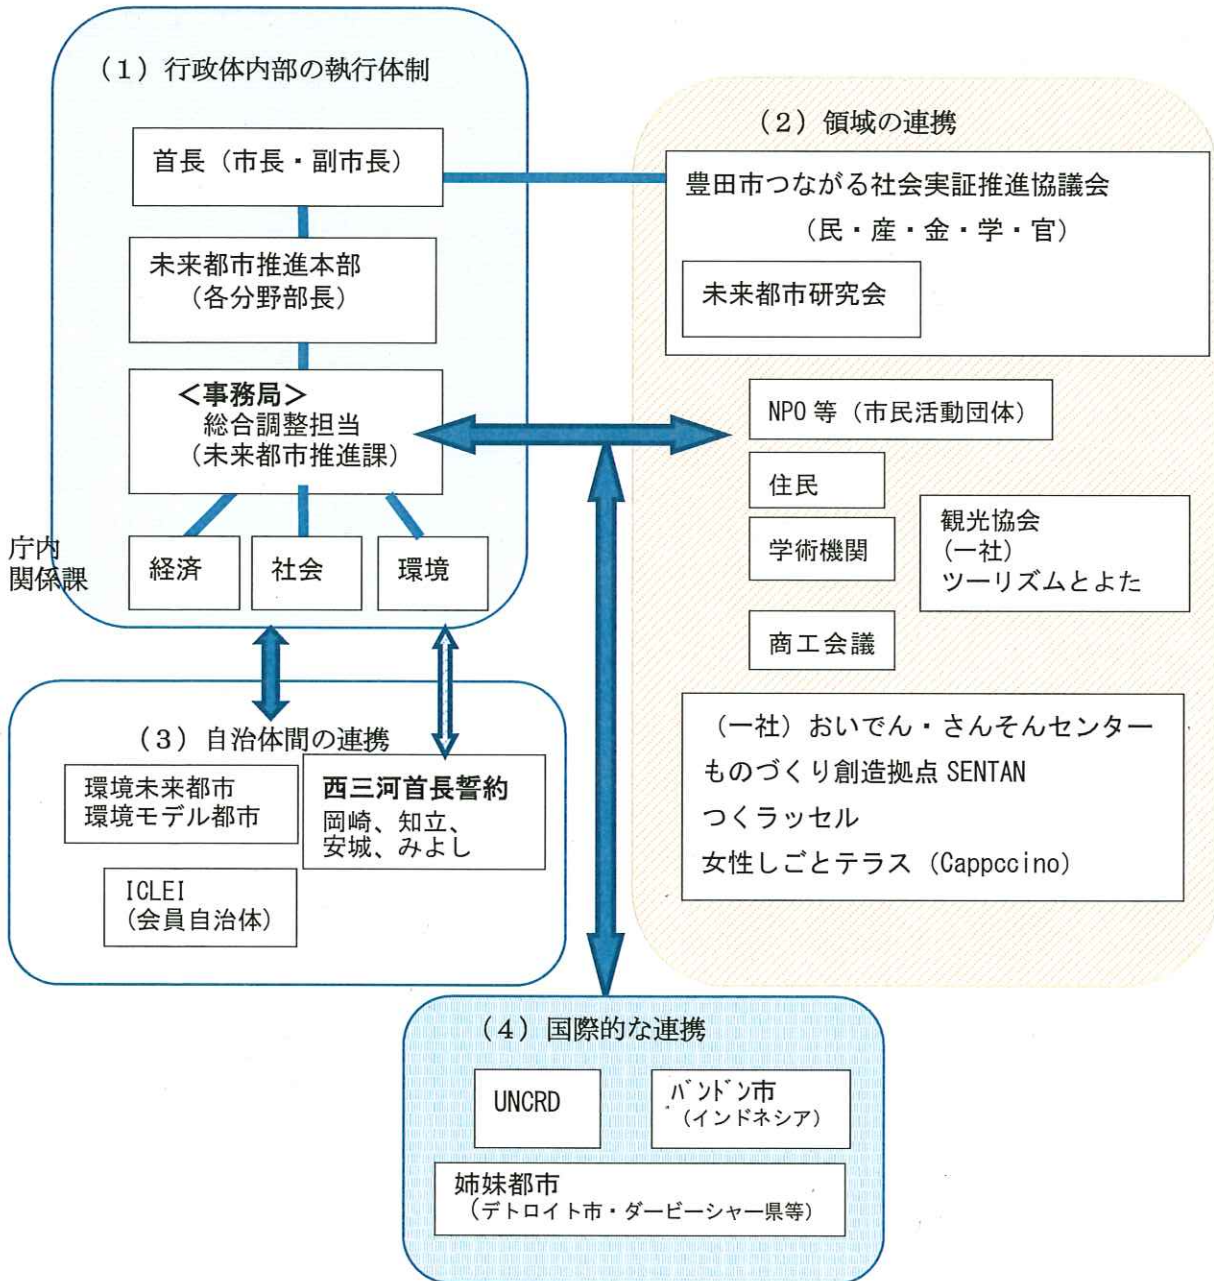 (1) 行政体内部の執行体制
首長(市長・副市長)
未来都市推進本部
(各分野部長)
<事務局>
総合調整担当
(未来都市推進課)
庁内
関係課
経済
社会
環境
(2) 領域の連携
豊田市つながる社会実証推進協議会
(民・産・金・学・官)
未来都市研究会
NPO等(市民活動団体)
住民
学術機関
観光協会
(一社)
ツーリズムとよた
商工会議
(一社)おいでん・さんそんセンター
ものづくり創造拠点 SENTAN
つくラッセル
女性しごとテラス(Cappccino)
(3) 自治体間の連携
環境未来都市
環境モデル都市
西三河首長誓約
岡崎、知立、
安城、みよし
ICLEI
(会員自治体)
(4) 国際的な連携
UNCRD
バンドン市
(インドネシア)
姉妹都市
(デトロイト市・ダービーシャー県等)